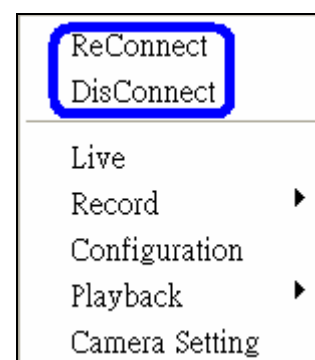 ReConnect
DisConnect
Live
Record
Configuration
Playback
Camera Setting